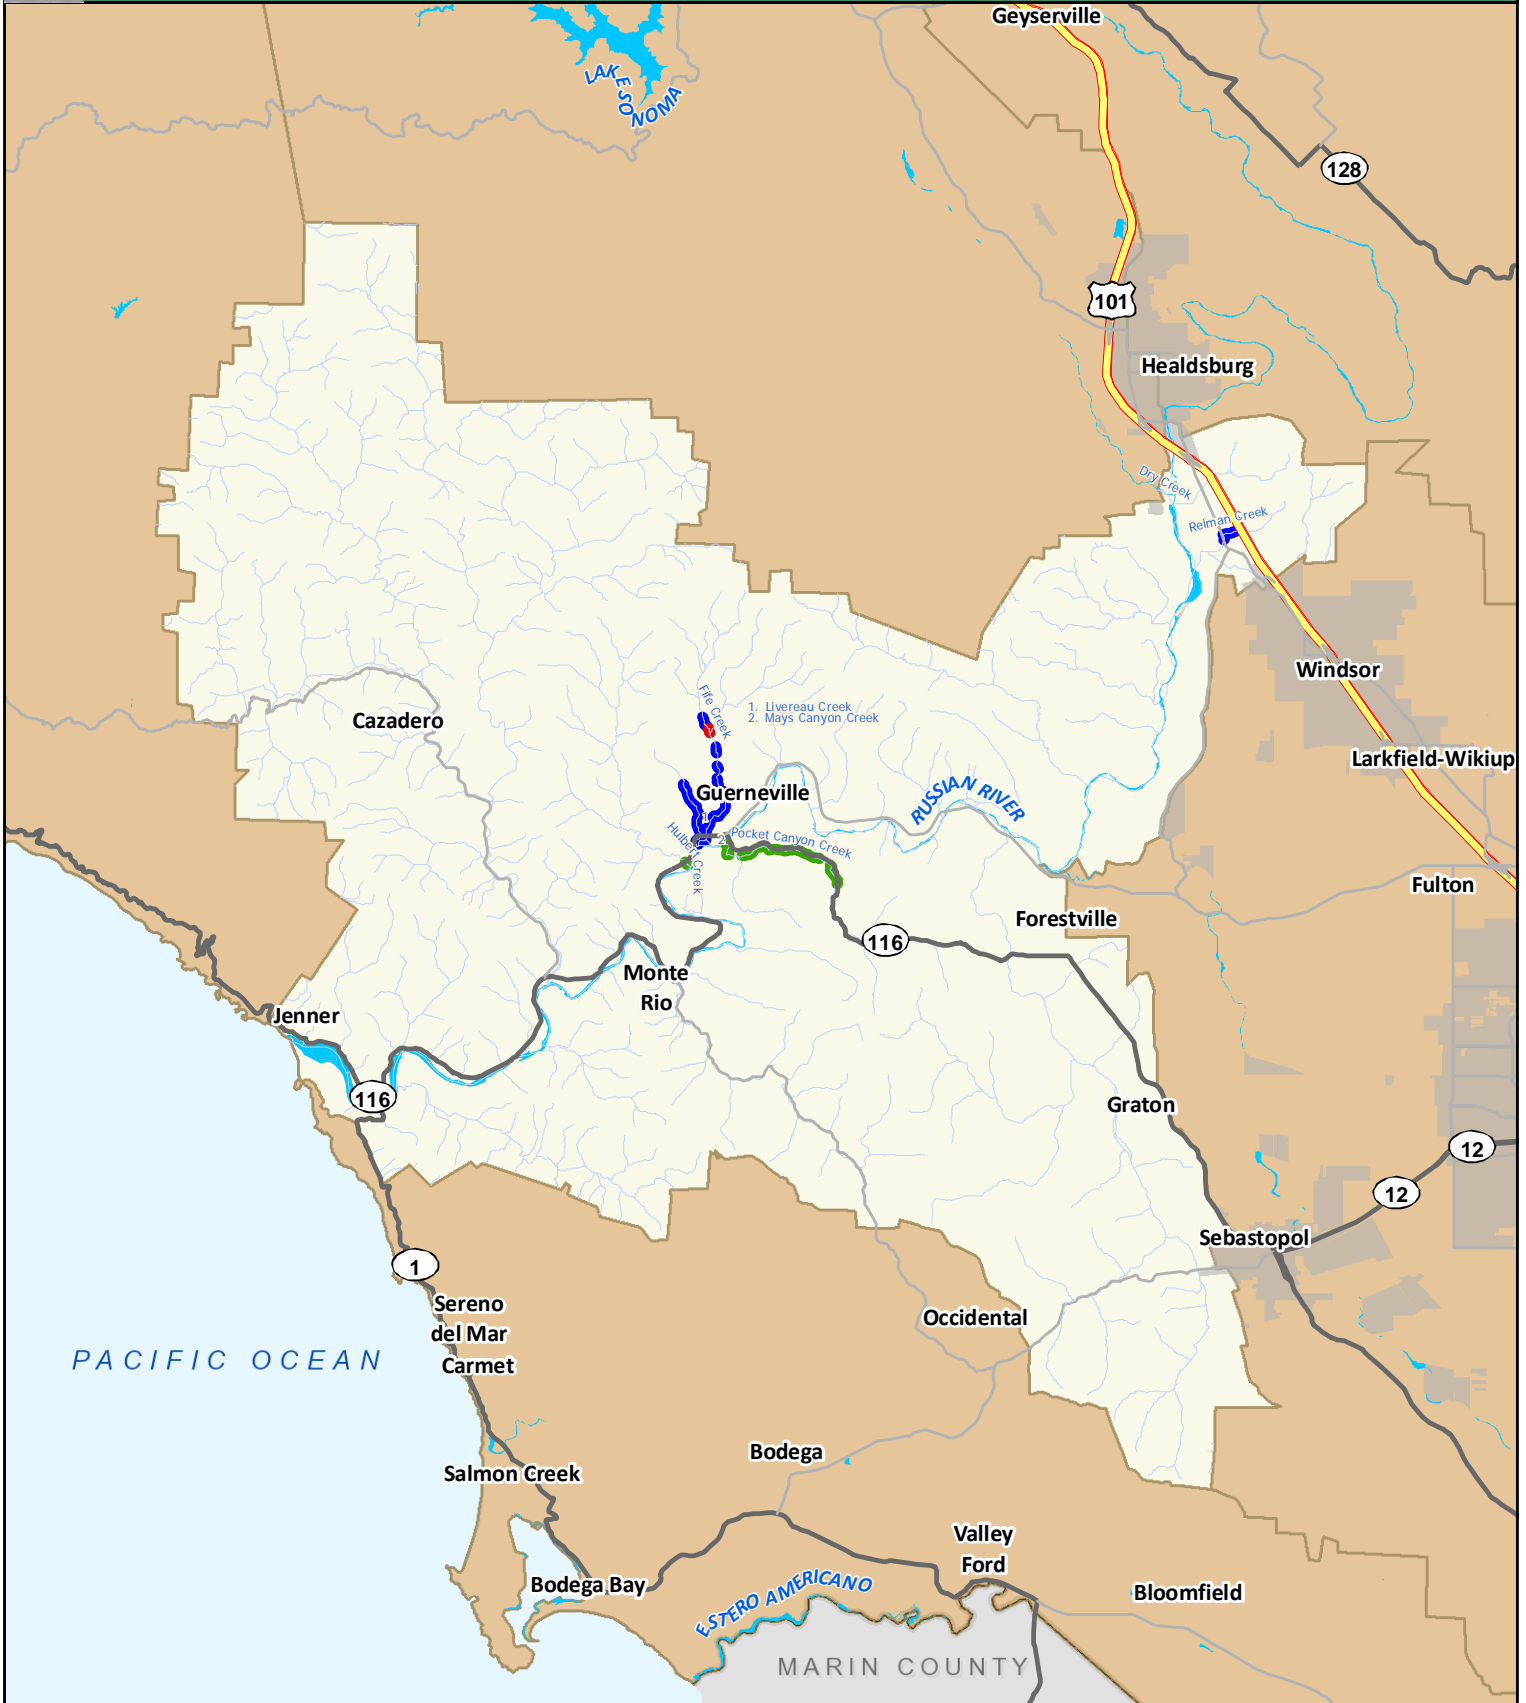 Geyserville
LAKE SONOMA
128
101
Healdsburg
Dry Creek
Reiman Creek
Windsor
Fife Creek
1. Livereau Creek
2. Mays Canyon Creek
Cazadero
Larkfield-Wikiup
Guerneville
RUSSIAN RIVER
1
2
Pocket Canyon Creek
Hulbert Creek
Fulton
Forestville
116
Monte
Rio
Jenner
116
Graton
12
12
Sebastopol
1
Sereno
del Mar
Occidental
PACIFIC OCEAN
Carmet
Bodega
Salmon Creek
Valley
Ford
Bodega Bay
ESTERO AMERICANO
Bloomfield
MARIN COUNTY